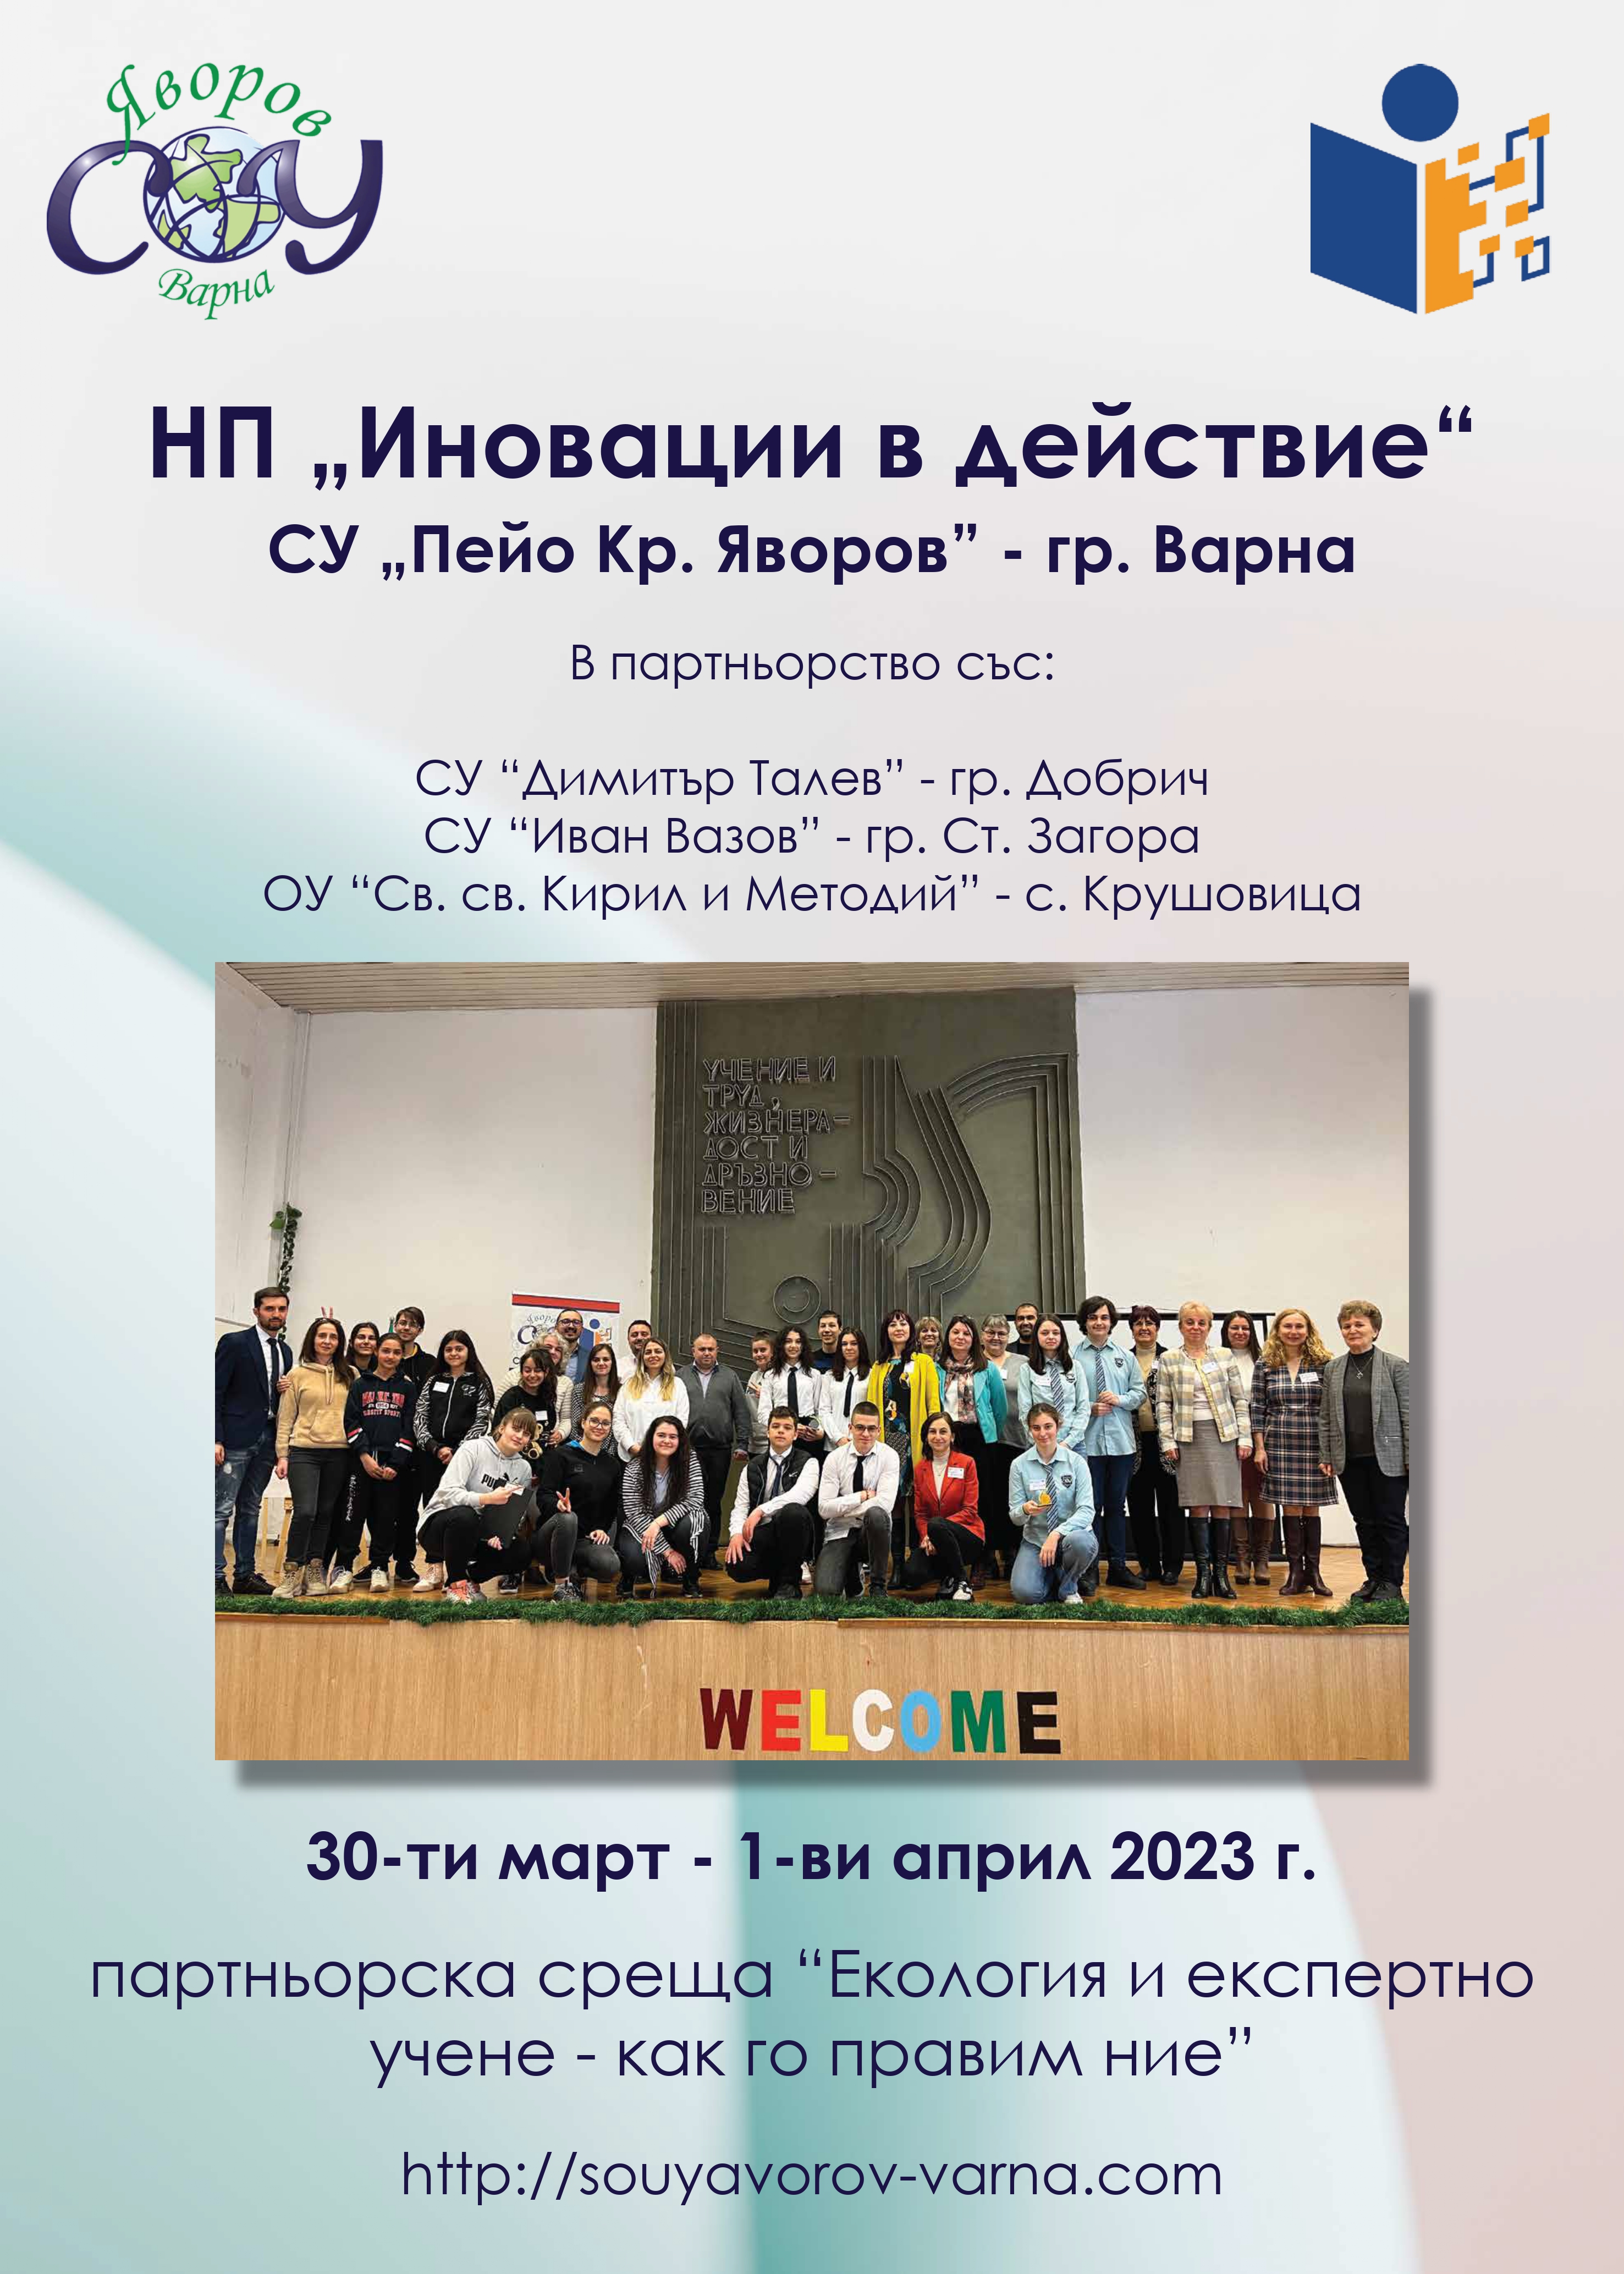 Яворов
СУ
Варна
НП „Иновации в действие“
СУ „Пейо Кр. Яворов” - гр. Варна
В партньорство със:
СУ “Димитър Талев” - гр. Добрич
СУ “Иван Вазов” - гр. Ст. Загора
ОУ “Св. св. Кирил и Методий” - с. Крушовица
УЧЕНИЕ И
ТРУД,
ЖИЗНЕРА-
ДОСТ И
ДРЪЗНО-
ВЕНИЕ
WELCOME
30-ти март - 1-ви април 2023 г.
партньорска среща “Екология и експертно
учене - как го правим ние”
http://souyavorov-varna.com